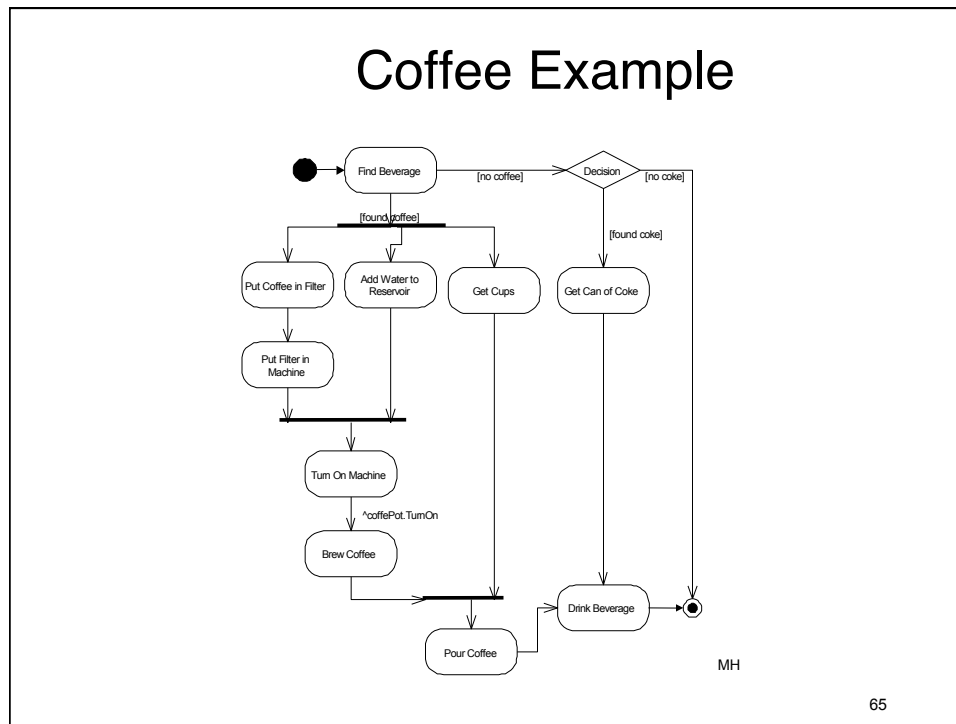 Coffee Example
Find Beverage
[no coffee]
Decision
[no coke]
[found coffee]
[found coke]
Put Coffee in Filter
Add Water to
Reservoir
Get Cups
Get Can of Coke
Put Filter in
Machine
Turn On Machine
^coffePot.TurnOn
Brew Coffee
Drink Beverage
Pour Coffee
MH
65